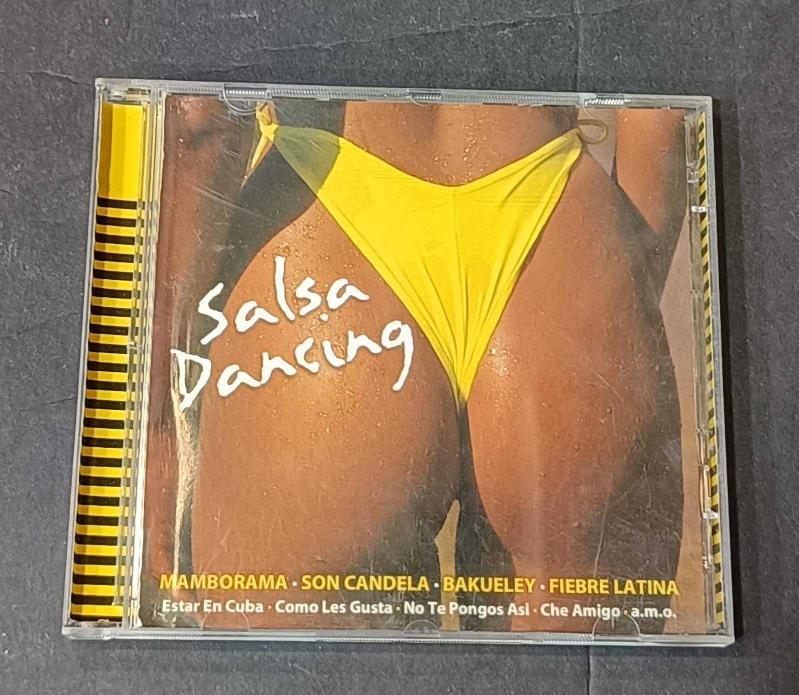 Salsa
Dancing
MAMBORAMA · SON CANDELA · BAKUELEY · FIEBRE LATINA
Estar En Cuba · Como Les Gusta · No Te Pongos Asi · Che Amigo · a.m.o.